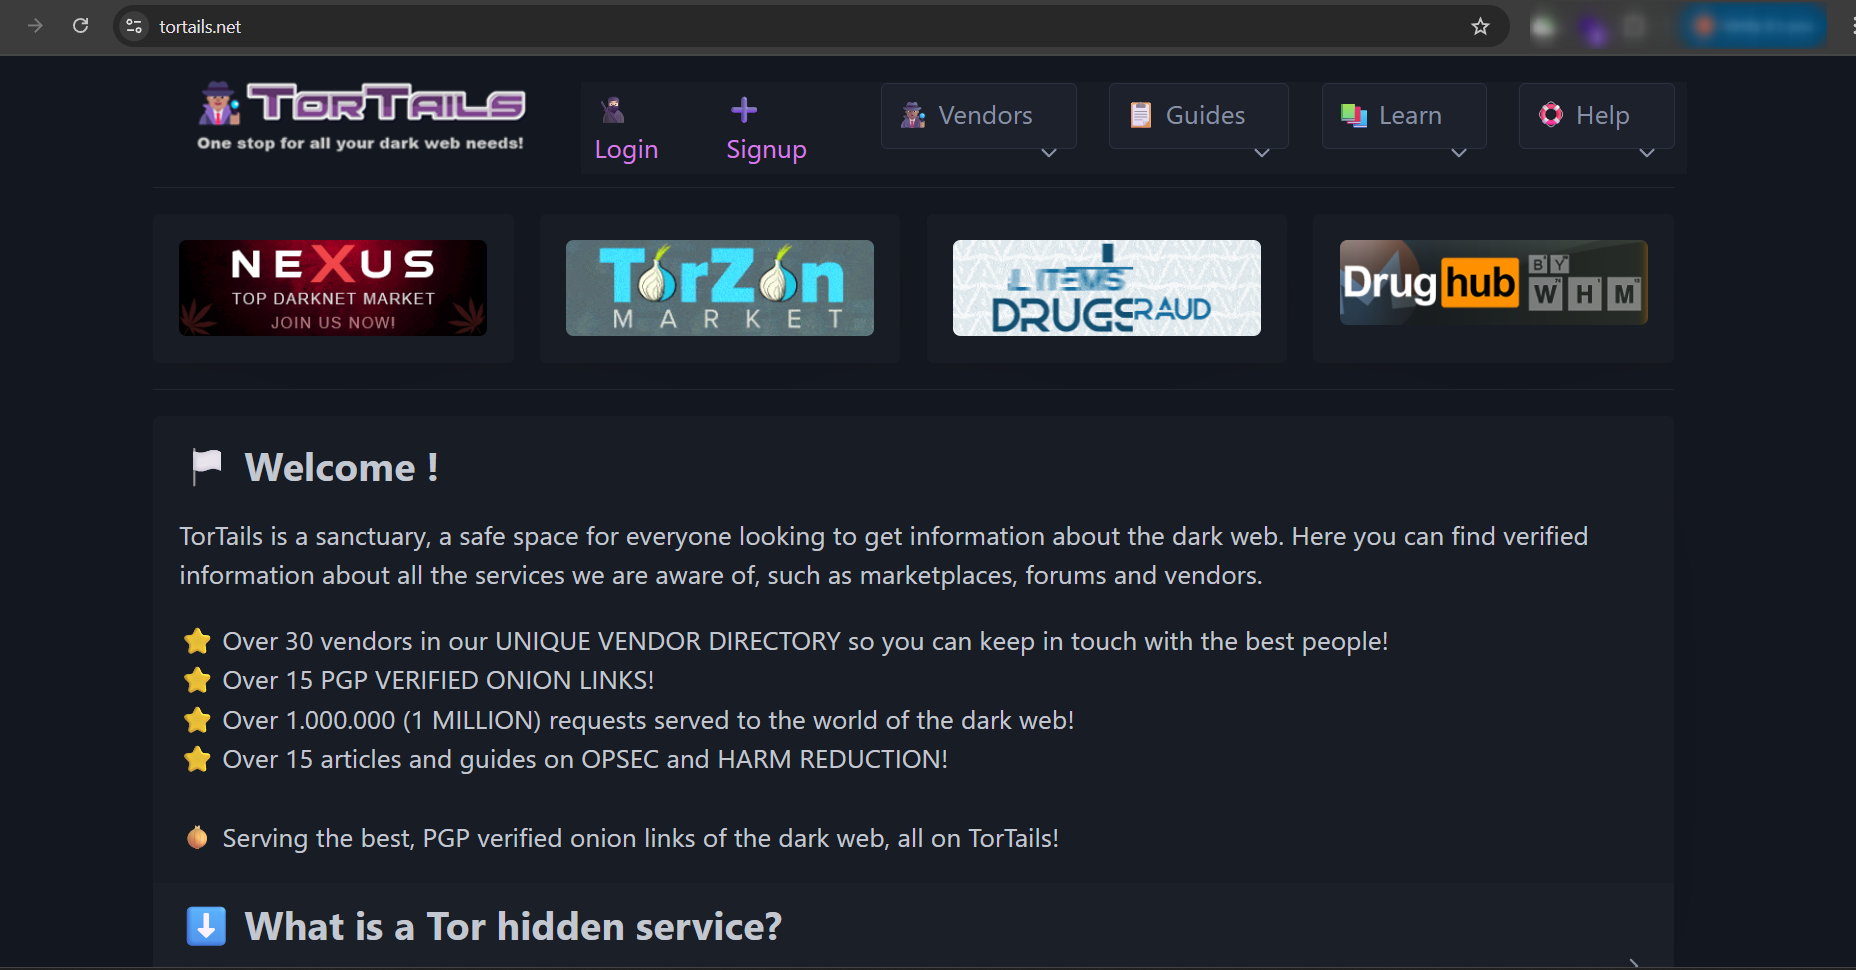 tortails.net
TORTAILS
One stop for all your dark web needs!
Login
Signup
Vendors
Guides
Learn
Help
NEXUS
TOP DARKNET MARKET
JOIN US NOW!
TorZon
MARKET
ITEMS
DRUGS
RAUD
Drug hub BY WHM
Welcome !
TorTails is a sanctuary, a safe space for everyone looking to get information about the dark web. Here you can find verified
information about all the services we are aware of, such as marketplaces, forums and vendors.
Over 30 vendors in our UNIQUE VENDOR DIRECTORY so you can keep in touch with the best people!
Over 15 PGP VERIFIED ONION LINKS!
Over 1.000.000 (1 MILLION) requests served to the world of the dark web!
Over 15 articles and guides on OPSEC and HARM REDUCTION!
Serving the best, PGP verified onion links of the dark web, all on TorTails!
What is a Tor hidden service?